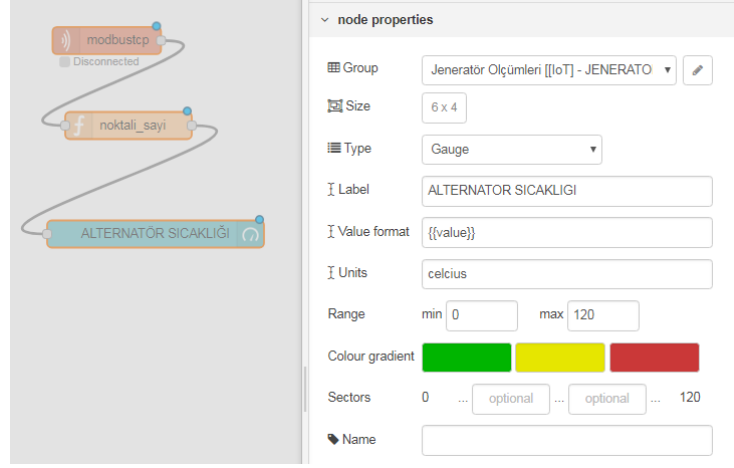 modbustcp
Disconnected
noktali_sayi
ALTERNATÖR SICAKLIĞI
node properties
Group Jeneratör Olçümleri [[IoT] - JENERATO
Size 6 x 4
Type Gauge
Label ALTERNATOR SICAKLIGI
Value format {{value}}
Units celcius
Range min 0 max 120
Colour gradient
Sectors 0 ... optional ... optional ... 120
Name